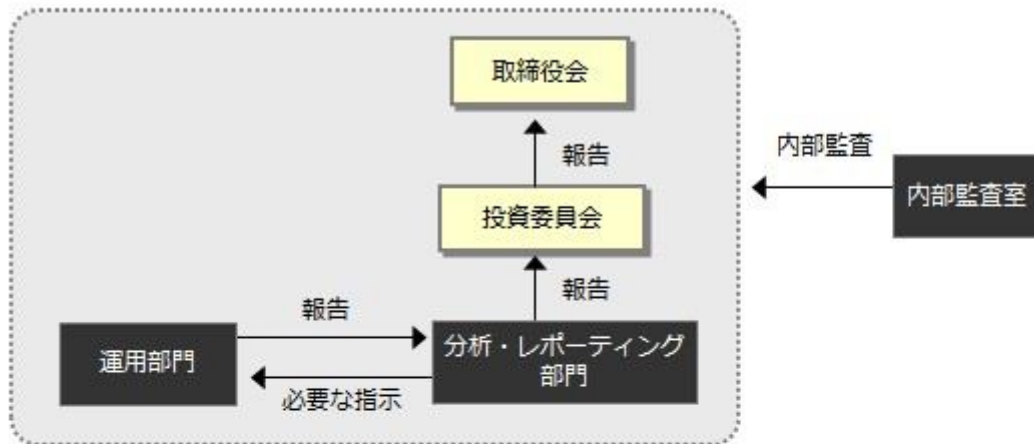 取締役会
報告
内部監査
内部監査室
投資委員会
報告
報告
運用部門
分析・レポーティング
部門
必要な指示